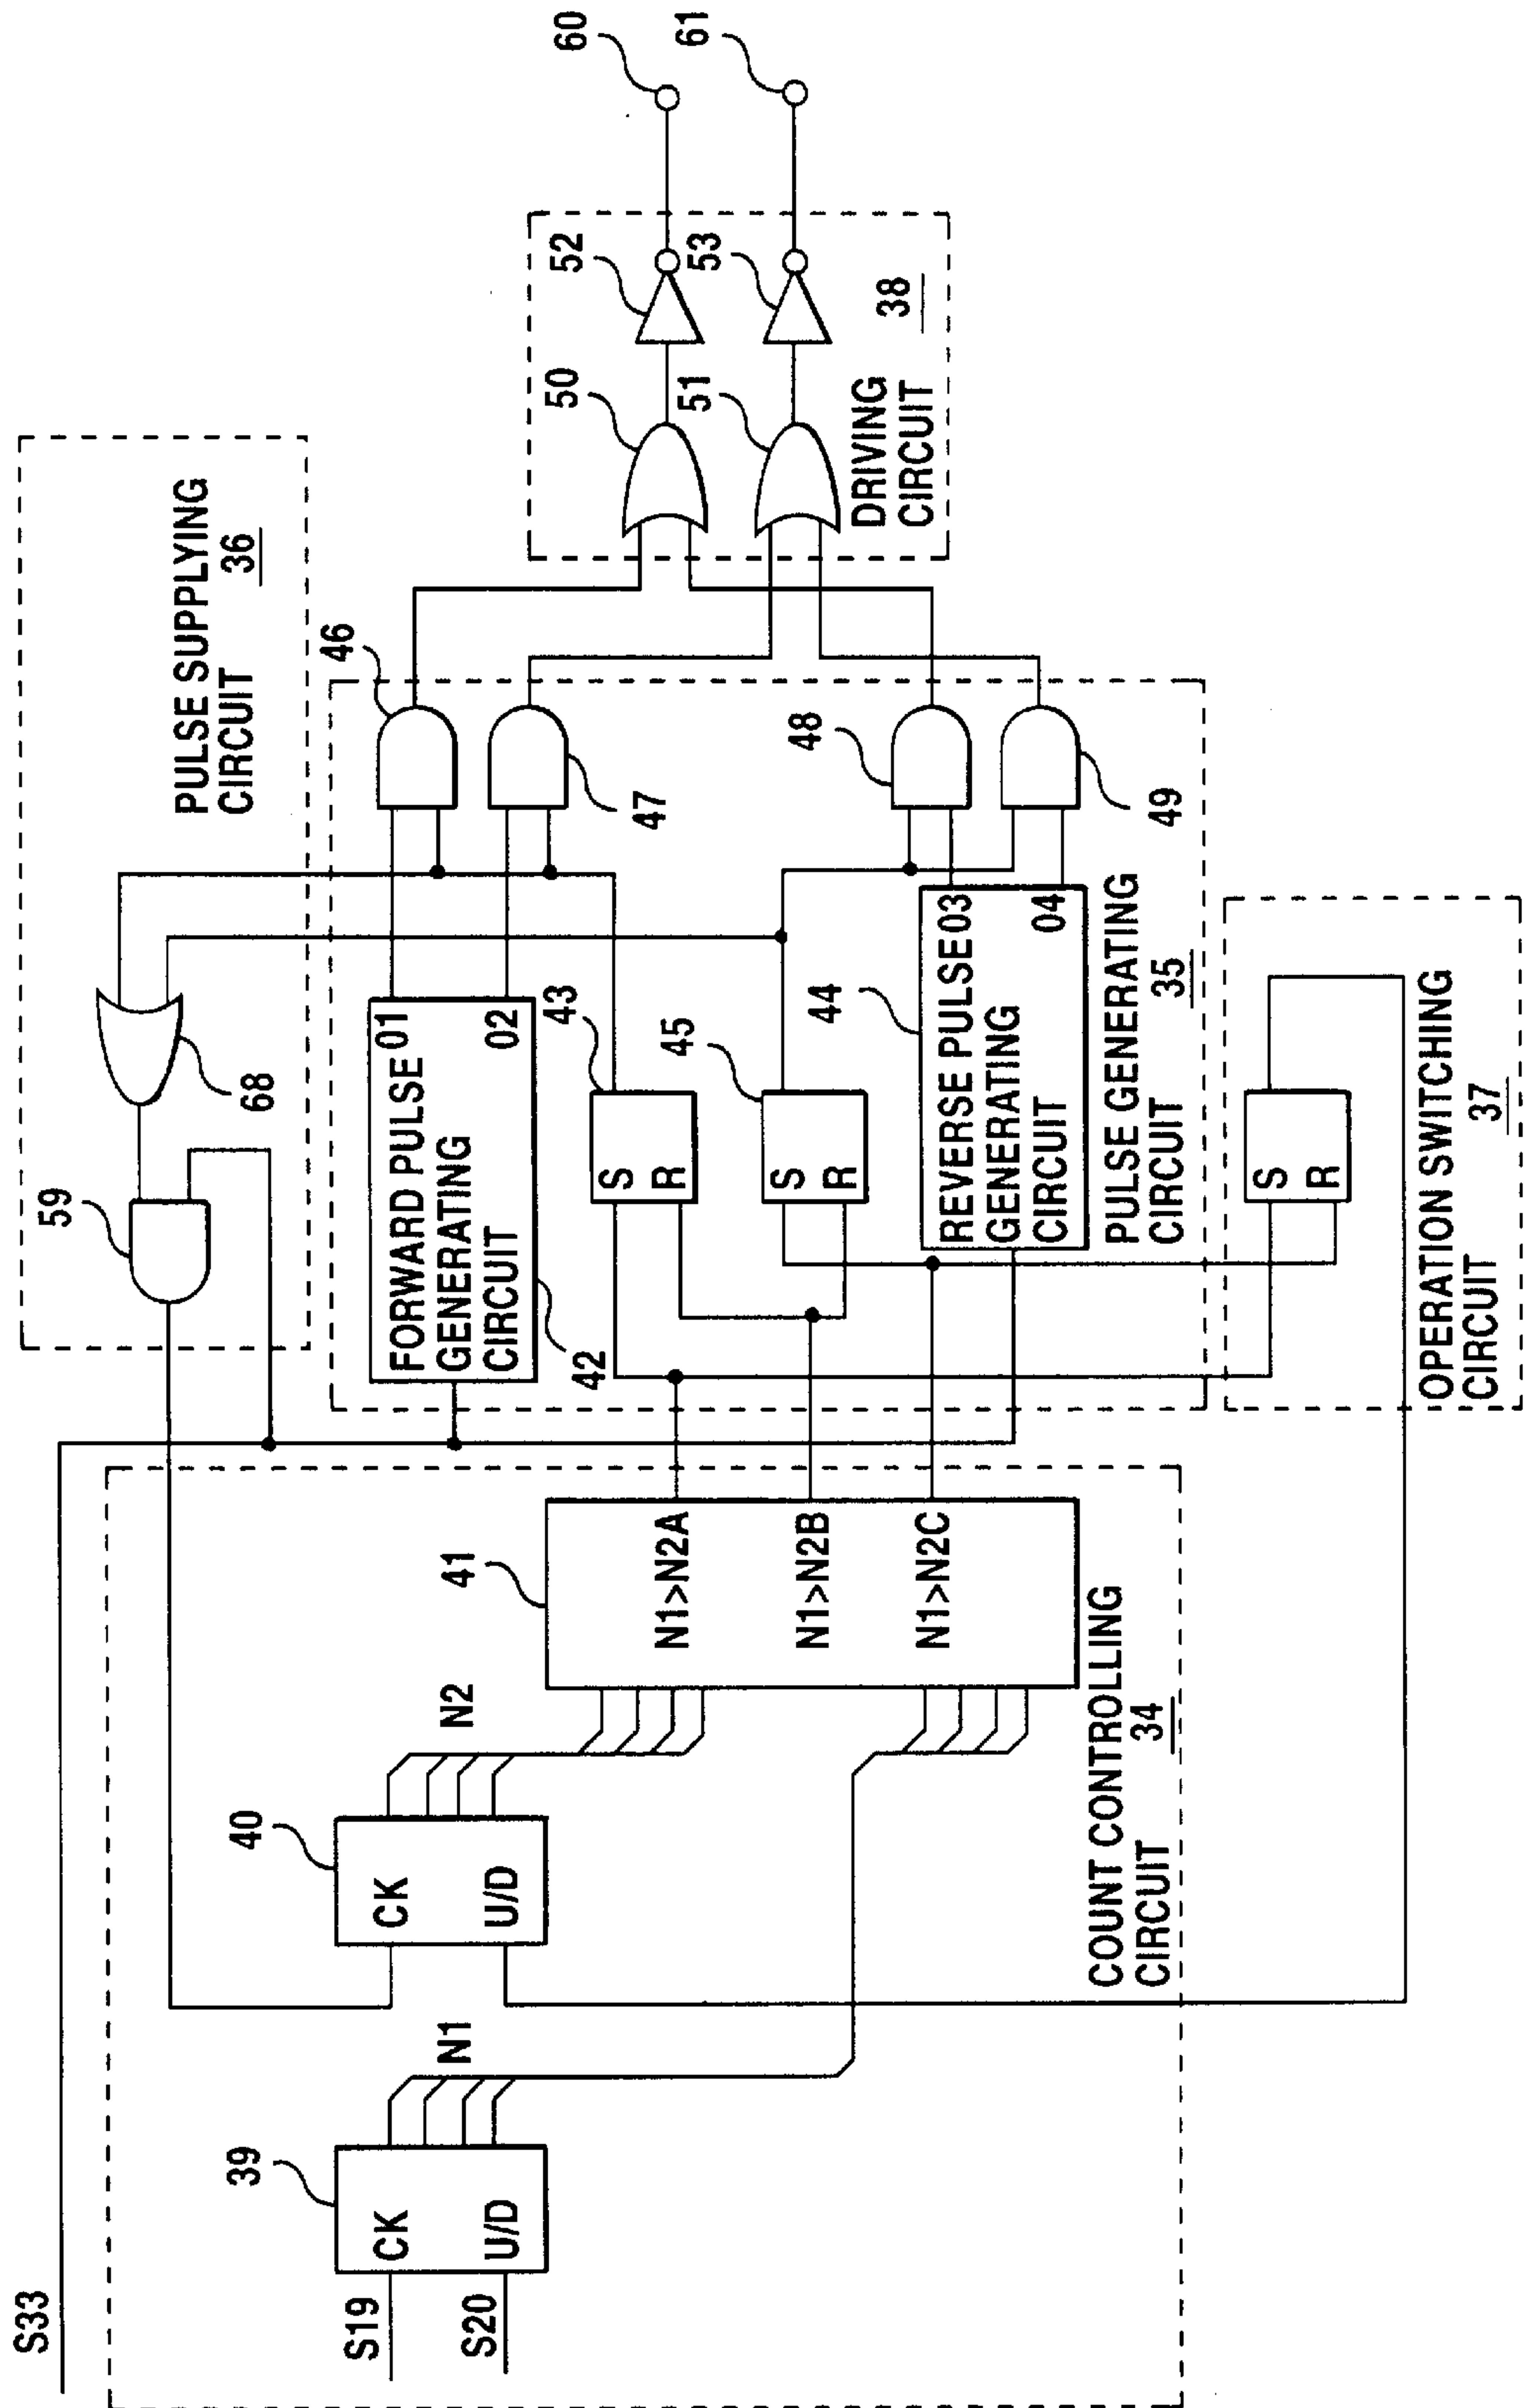 S33
S19
S20
39
CK
U/D
N1
40
CK
U/D
N2
41
N1>N2A
N1>N2B
N1>N2C
COUNT CONTROLLING
CIRCUIT
34
PULSE SUPPLYING
CIRCUIT
36
59
68
FORWARD PULSE
GENERATING
CIRCUIT
01
02
42
43
S
R
45
S
R
44
REVERSE PULSE
GENERATING
CIRCUIT
03
04
46
47
48
49
PULSE GENERATING
CIRCUIT
35
S
R
OPERATION SWITCHING
CIRCUIT
37
50
51
52
53
DRIVING
CIRCUIT
38
60
61